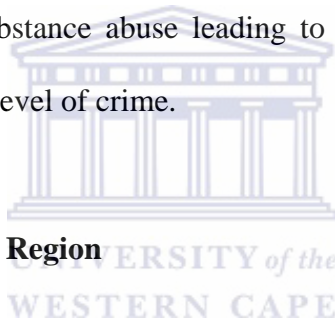 bstance abuse leading to
evel of crime.
Region
UNIVERSITY of the
WESTERN CAPE